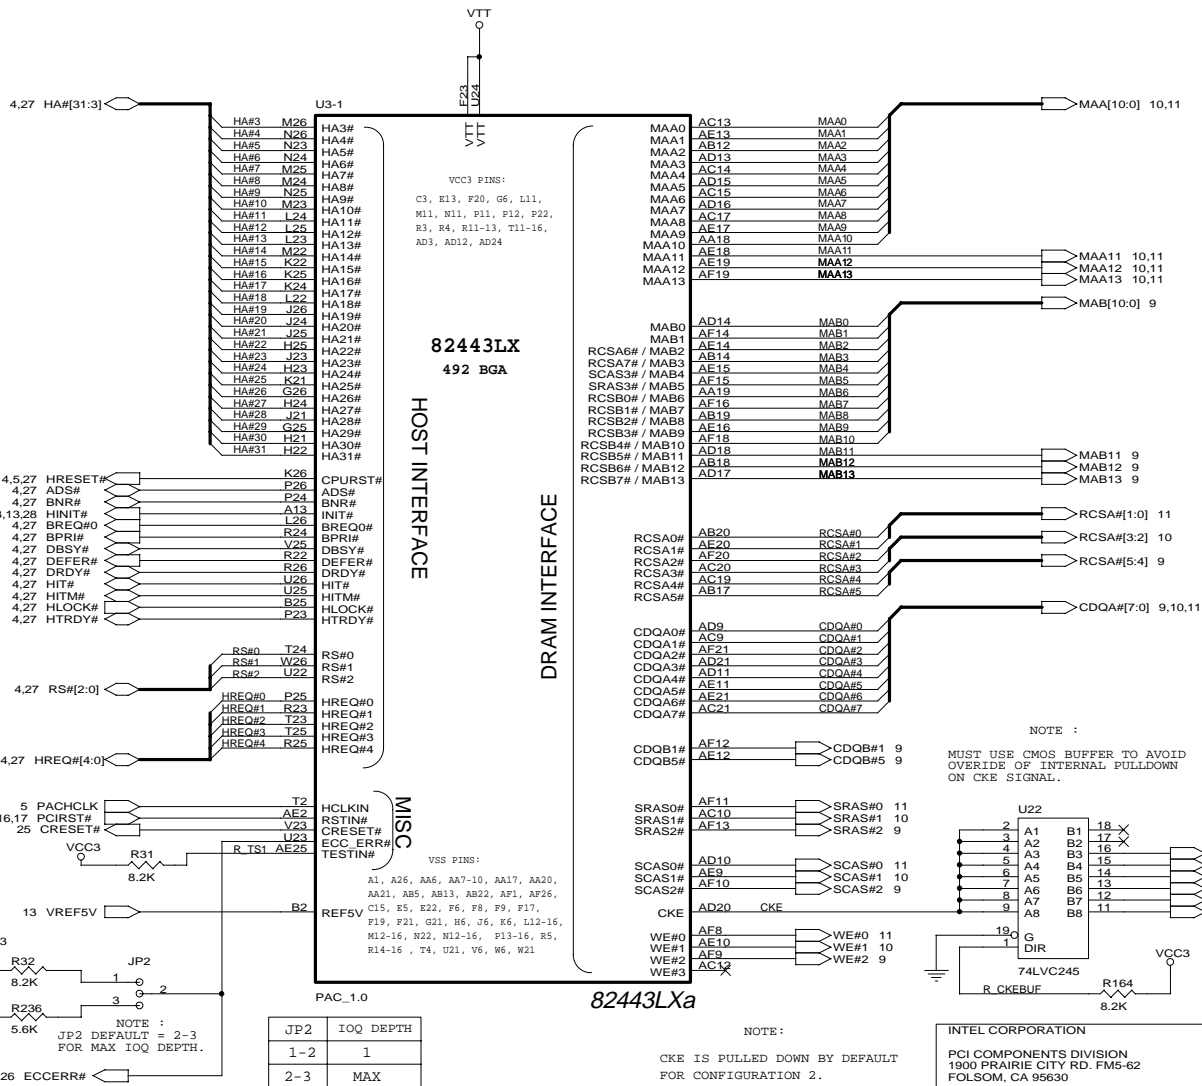 VTT
F23 U24
VTT VTT
4,27 HA#[31:3]
U3-1
HA#3 M26 HA3#
HA#4 N26 HA4#
HA#5 N23 HA5#
HA#6 N24 HA6#
HA#7 M25 HA7#
HA#8 M24 HA8#
HA#9 N25 HA9#
HA#10 M23 HA10#
HA#11 L24 HA11#
HA#12 L25 HA12#
HA#13 L23 HA13#
HA#14 M22 HA14#
HA#15 K22 HA15#
HA#16 K25 HA16#
HA#17 K24 HA17#
HA#18 L22 HA18#
HA#19 J26 HA19#
HA#20 J24 HA20#
HA#21 J25 HA21#
HA#22 H25 HA22#
HA#23 J23 HA23#
HA#24 H23 HA24#
HA#25 K21 HA25#
HA#26 G26 HA26#
HA#27 H24 HA27#
HA#28 J21 HA28#
HA#29 G25 HA29#
HA#30 H21 HA30#
HA#31 H22 HA31#
4,5,27 HRESET# K26 CPURST#
4,27 ADS# P26 ADS#
4,27 BNR# P24 BNR#
,13,28 HINIT# A13 INIT#
4,27 BREQ#0 L26 BREQ0#
4,27 BPRI# R24 BPRI#
4,27 DBSY# V25 DBSY#
4,27 DEFER# R22 DEFER#
4,27 DRDY# R26 DRDY#
4,27 HIT# U26 HIT#
4,27 HITM# U25 HITM#
4,27 HLOCK# B25 HLOCK#
4,27 HTRDY# P23 HTRDY#
4,27 RS#[2:0]
RS#0 T24 RS#0
RS#1 W26 RS#1
RS#2 U22 RS#2
4,27 HREQ#[4:0]
HREQ#0 P25 HREQ#0
HREQ#1 R23 HREQ#1
HREQ#2 T23 HREQ#2
HREQ#3 T25 HREQ#3
HREQ#4 R25 HREQ#4
5 PACHCLK T2 HCLKIN
16,17 PCIRST# AE2 RSTIN#
25 CRESET# V23 CRESET#
U23 ECC_ERR#
VCC3 R31 8.2K R_TS1 AE25 TESTIN#
13 VREF5V B2 REF5V
VCC3 PINS:
C3, E13, F20, G6, L11,
M11, N11, P11, P12, P22,
R3, R4, R11-13, T11-16,
AD3, AD12, AD24
82443LX
492 BGA
HOST INTERFACE
DRAM INTERFACE
MISC
VSS PINS:
A1, A26, AA6, AA7-10, AA17, AA20,
AA21, AB5, AB13, AB22, AF1, AF26,
C15, E5, E22, F6, F8, F9, F17,
F19, F21, G21, H6, J6, K6, L12-16,
M12-16, N22, N12-16, P13-16, R5,
R14-16 , T4, U21, V6, W6, W21
PAC_1.0
82443LXa
MAA0 AC13 MAA0
MAA1 AE13 MAA1
MAA2 AB12 MAA2
MAA3 AD13 MAA3
MAA4 AC14 MAA4
MAA5 AD15 MAA5
MAA6 AC15 MAA6
MAA7 AD16 MAA7
MAA8 AC17 MAA8
MAA9 AE17 MAA9
MAA10 AA18 MAA10
MAA11 AE18 MAA11
MAA12 AE19 MAA12
MAA13 AF19 MAA13
MAA[10:0] 10,11
MAA11 10,11
MAA12 10,11
MAA13 10,11
MAB[10:0] 9
MAB0 AD14 MAB0
MAB1 AF14 MAB1
RCSA6# / MAB2 AE14 MAB2
RCSA7# / MAB3 AB14 MAB3
SCAS3# / MAB4 AE15 MAB4
SRAS3# / MAB5 AF15 MAB5
RCSB0# / MAB6 AA19 MAB6
RCSB1# / MAB7 AF16 MAB7
RCSB2# / MAB8 AB19 MAB8
RCSB3# / MAB9 AE16 MAB9
RCSB4# / MAB10 AF18 MAB10
RCSB5# / MAB11 AD18 MAB11
RCSB6# / MAB12 AB18 MAB12
RCSB7# / MAB13 AD17 MAB13
MAB11 9
MAB12 9
MAB13 9
RCSA0# AB20 RCSA#0
RCSA1# AE20 RCSA#1
RCSA2# AF20 RCSA#2
RCSA3# AC20 RCSA#3
RCSA4# AC19 RCSA#4
RCSA5# AB17 RCSA#5
RCSA#[1:0] 11
RCSA#[3:2] 10
RCSA#[5:4] 9
CDQA#[7:0] 9,10,11
CDQA0# AD9 CDQA#0
CDQA1# AC9 CDQA#1
CDQA2# AF21 CDQA#2
CDQA3# AD21 CDQA#3
CDQA4# AD11 CDQA#4
CDQA5# AE11 CDQA#5
CDQA6# AE21 CDQA#6
CDQA7# AC21 CDQA#7
CDQB1# AF12 CDQB#1 9
CDQB5# AE12 CDQB#5 9
SRAS0# AF11 SRAS#0 11
SRAS1# AC10 SRAS#1 10
SRAS2# AF13 SRAS#2 9
SCAS0# AD10 SCAS#0 11
SCAS1# AE9 SCAS#1 10
SCAS2# AF10 SCAS#2 9
CKE AD20 CKE
WE#0 AF8 WE#0 11
WE#1 AE10 WE#1 10
WE#2 AF9 WE#2 9
WE#3 AC12
NOTE :
MUST USE CMOS BUFFER TO AVOID
OVERIDE OF INTERNAL PULLDOWN
ON CKE SIGNAL.
U22
2 A1 B1 18
3 A2 B2 17
4 A3 B3 16
5 A4 B4 15
6 A5 B5 14
7 A6 B6 13
8 A7 B7 12
9 A8 B8 11
19 G
1 DIR
74LVC245
VCC3
R_CKEBUF R164
8.2K
3
R32
8.2K
R236
5.6K
JP2
1
2
3
NOTE :
JP2 DEFAULT = 2-3
FOR MAX IOQ DEPTH.
26 ECCERR#
JP2 IOQ DEPTH
1-2 1
2-3 MAX
NOTE:
CKE IS PULLED DOWN BY DEFAULT
FOR CONFIGURATION 2.
INTEL CORPORATION
PCI COMPONENTS DIVISION
1900 PRAIRIE CITY RD. FM5-62
FOLSOM, CA 95630